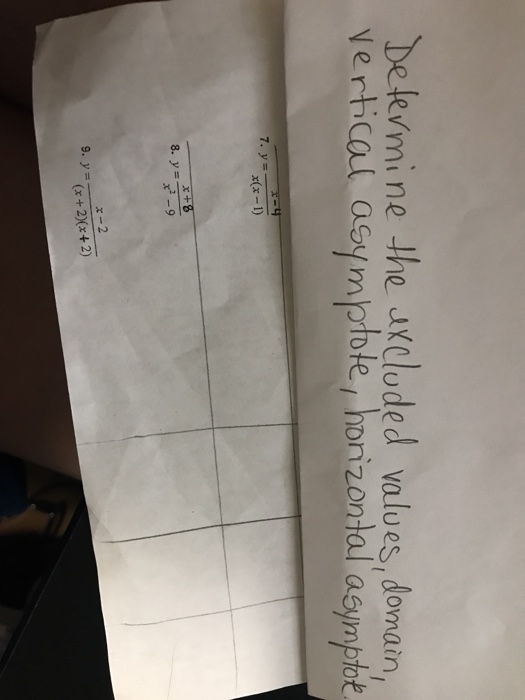 Determine the excluded values, domain,
vertical asymptote, horizontal asymptote.
7. y = x-4
x(x − 1)
8. y = x + 8
x² − 9
9. y = x − 2
(x + 2)(x + 2)